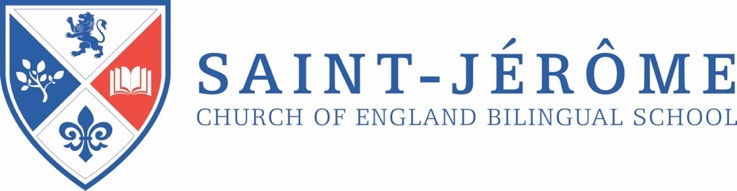 SAINT-JÉRÔME
CHURCH OF ENGLAND BILINGUAL SCHOOL